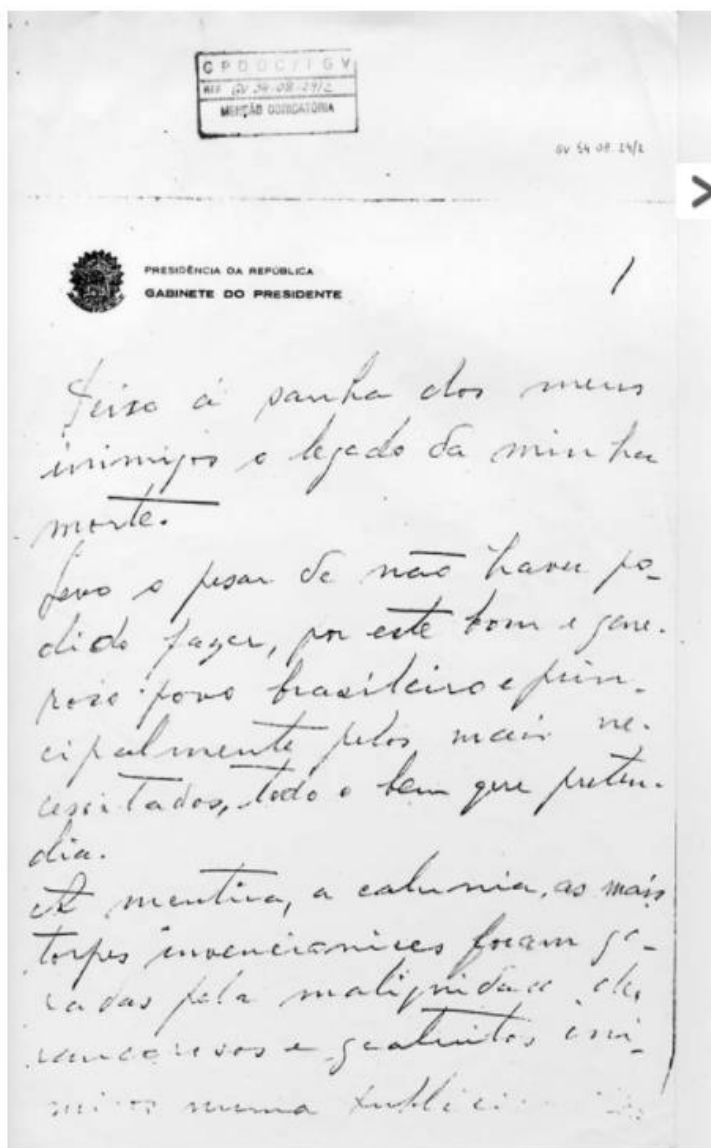 CPDOC/FGV
REF GV 54.08.24/2
MENÇÃO OBRIGATÓRIA
GV 54.08.24/2
PRESIDÊNCIA DA REPÚBLICA
GABINETE DO PRESIDENTE
1
Deixo á sanha dos meus
inimigos o legado da minha
morte.
Levo o pesar de não haver po-
dido fazer, por este bom e gene-
roso povo brasileiro e prin-
cipalmente pelos mais ne-
cessitados, todo o bem que preten-
dia.
A mentira, a calunia, as mais
torpes invencionices foram ge-
radas pela malignidade de
rancorosos e gratuitos ini-
migos numa